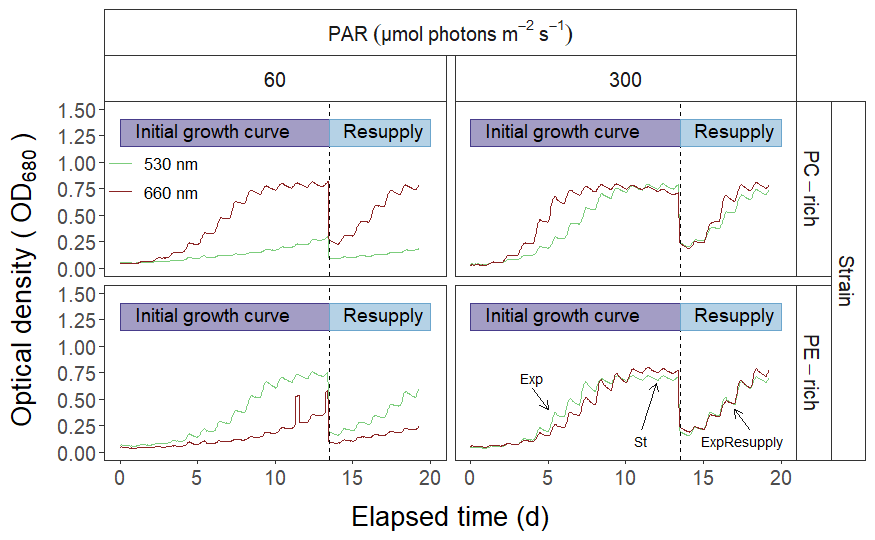 PAR (μmol photons m⁻² s⁻¹)
60 300
1.50
1.25
1.00
0.75
0.50
0.25
0.00
Initial growth curve Resupply
530 nm
660 nm
Initial growth curve Resupply
PC − rich
1.50
1.25
1.00
0.75
0.50
0.25
0.00
Initial growth curve Resupply
Initial growth curve Resupply
Exp
St
ExpResupply
PE − rich
Strain
Optical density ( OD₆₈₀ )
0 5 10 15 20
0 5 10 15 20
Elapsed time (d)